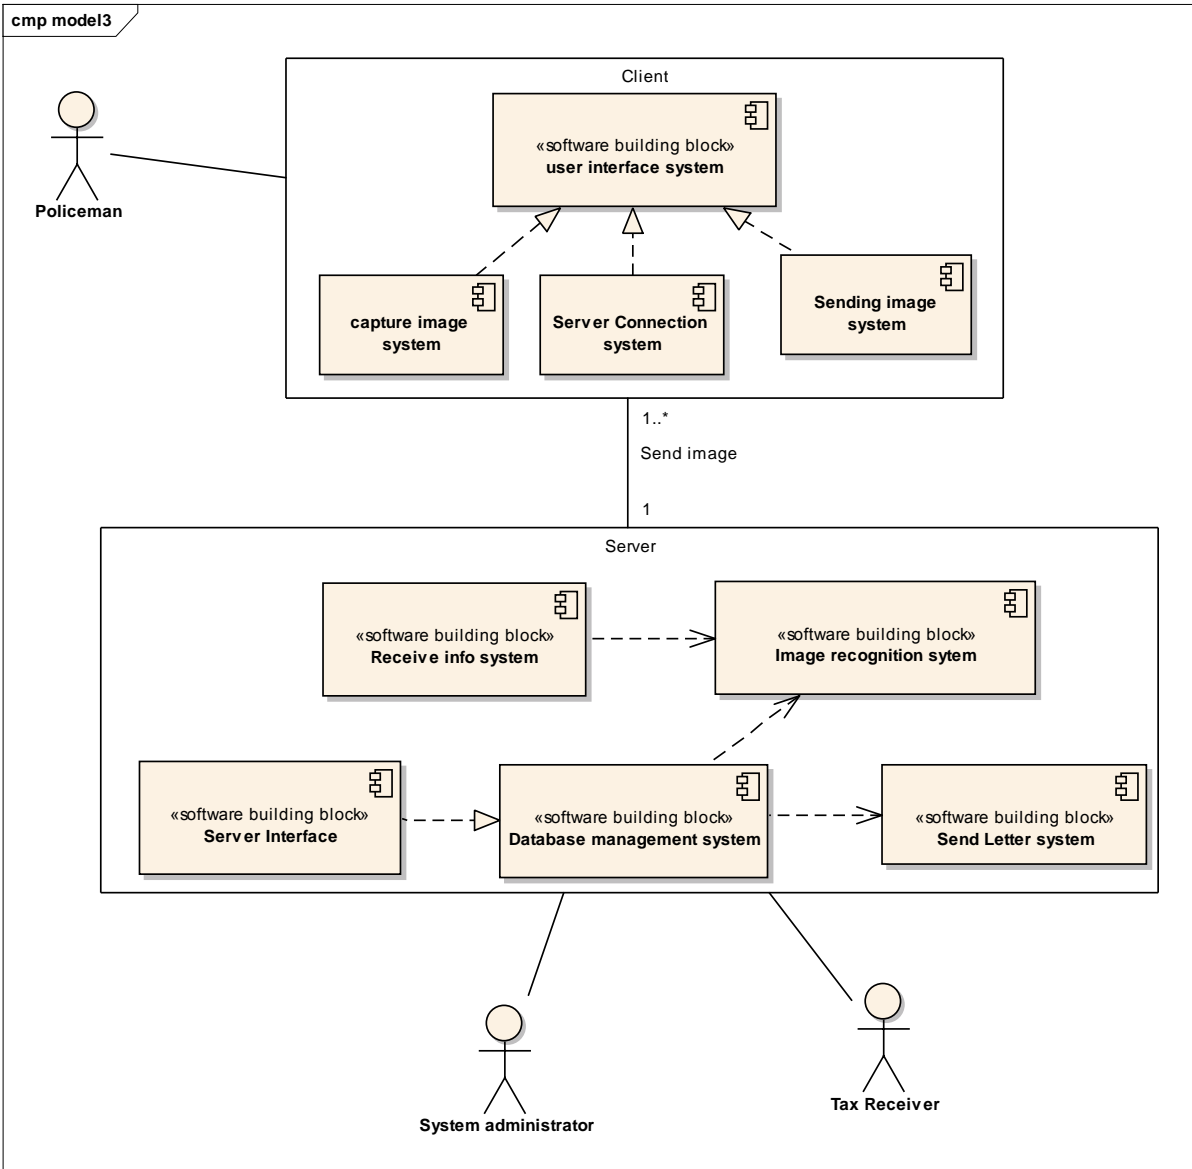 cmp model3
Client
«software building block»
user interface system
Policeman
capture image
system
Server Connection
system
Sending image
system
1..*
Send image
1
Server
«software building block»
Receive info system
«software building block»
Image recognition sytem
«software building block»
Server Interface
«software building block»
Database management system
«software building block»
Send Letter system
System administrator
Tax Receiver